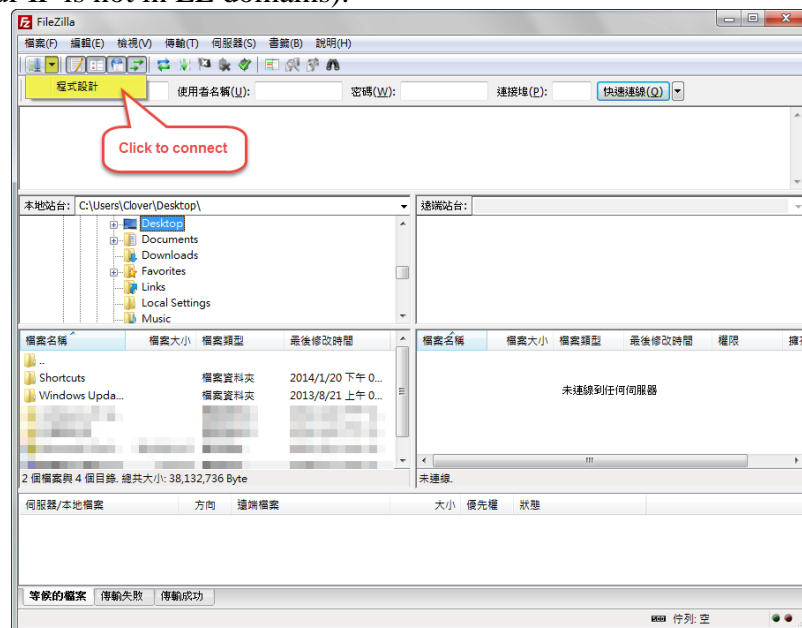 ur IP is not in EE domains).
FileZilla
檔案(F) 編輯(E) 檢視(V) 傳輸(T) 伺服器(S) 書籤(B) 說明(H)
程式設計
使用者名稱(U): 密碼(W): 連接埠(P): 快速連線(Q)
Click to connect
本地站台: C:\Users\Clover\Desktop\
遠端站台:
Desktop
Documents
Downloads
Favorites
Links
Local Settings
Music
檔案名稱 檔案大小 檔案類型 最後修改時間
檔案名稱 檔案大小 檔案類型 最後修改時間 權限
..
Shortcuts 檔案資料夾 2014/1/20 下午 0...
Windows Upda... 檔案資料夾 2013/8/21 上午 0...
未連線到任何伺服器
2 個檔案與 4 個目錄. 總共大小: 38,132,736 Byte
未連線.
伺服器/本地檔案 方向 遠端檔案 大小 優先權 狀態
等候的檔案 傳輸失敗 傳輸成功
佇列: 空